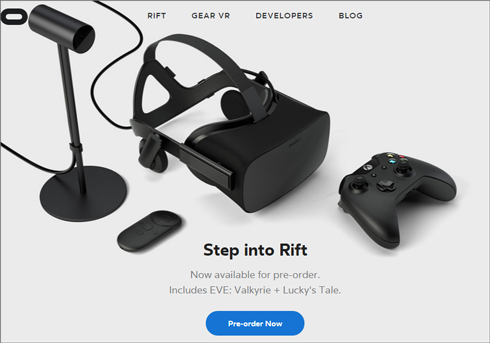 RIFT GEAR VR DEVELOPERS BLOG
Step into Rift
Now available for pre-order.
Includes EVE: Valkyrie + Lucky's Tale.
Pre-order Now